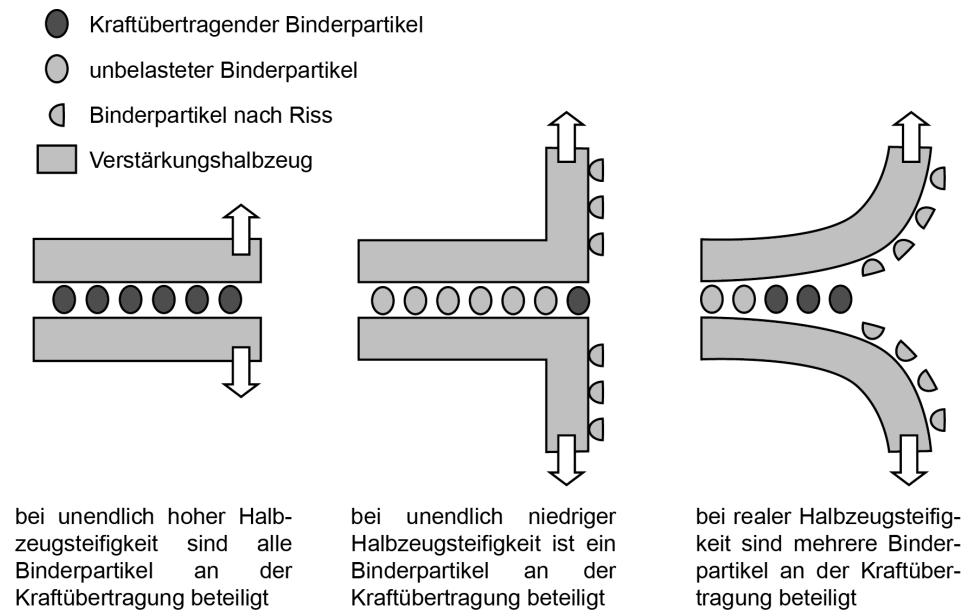 Kraftübertragender Binderpartikel
unbelasteter Binderpartikel
Binderpartikel nach Riss
Verstärkungshalbzeug
bei unendlich hoher Halb-
zeugsteifigkeit sind alle
Binderpartikel an der
Kraftübertragung beteiligt
bei unendlich niedriger
Halbzeugsteifigkeit ist ein
Binderpartikel an der
Kraftübertragung beteiligt
bei realer Halbzeugsteifig-
keit sind mehrere Binder-
partikel an der Kraftüber-
tragung beteiligt